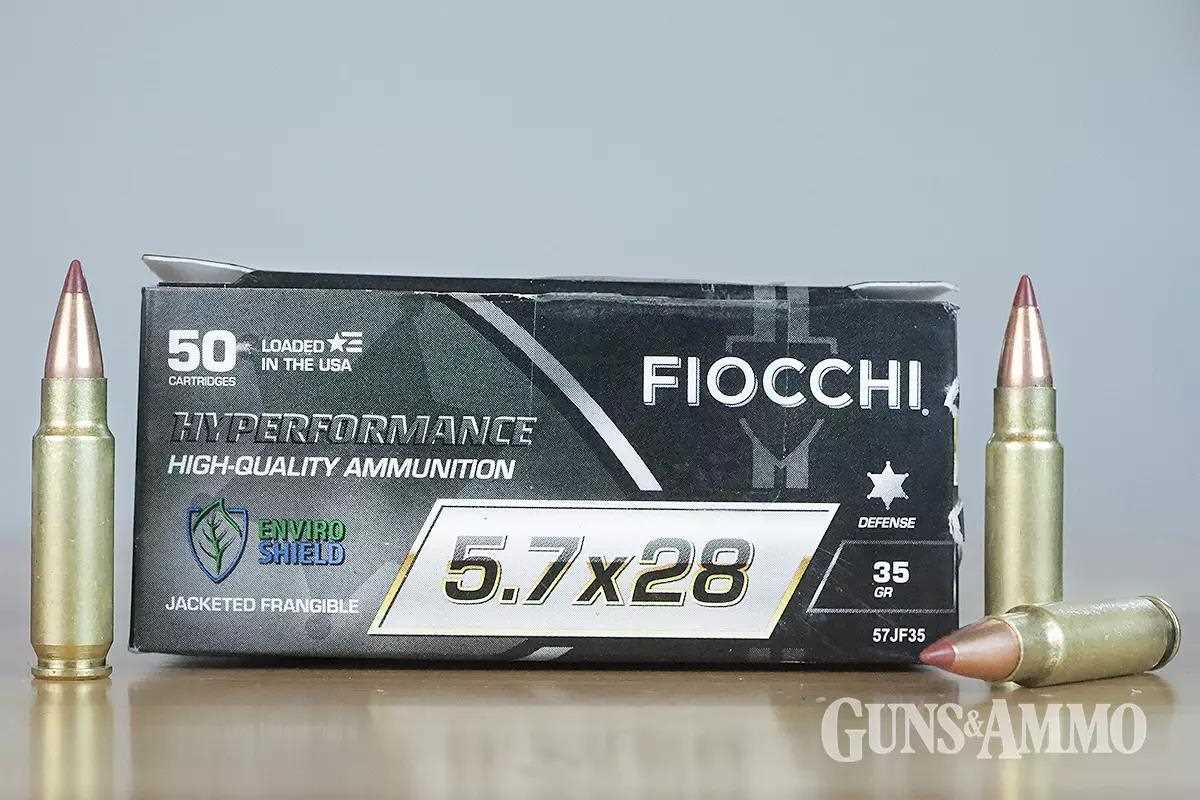 50
CARTRIDGES
LOADED
IN THE USA
HYPERFORMANCE
HIGH-QUALITY AMMUNITION
ENVIRO
SHIELD
JACKETED FRANGIBLE
5.7x28
FIOCCHI
DEFENSE
35
GR
57JF35
GUNS&AMMO